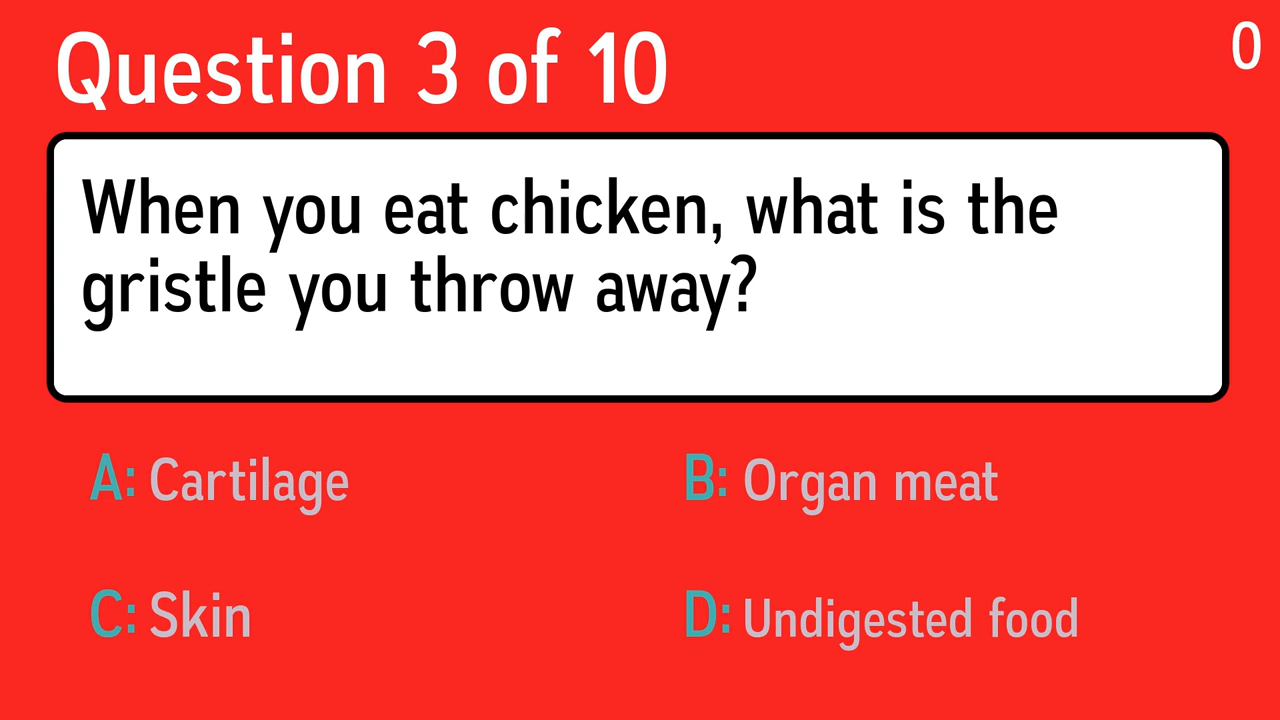 Question 3 of 10
0
When you eat chicken, what is the
gristle you throw away?
A: Cartilage
B: Organ meat
C: Skin
D: Undigested food